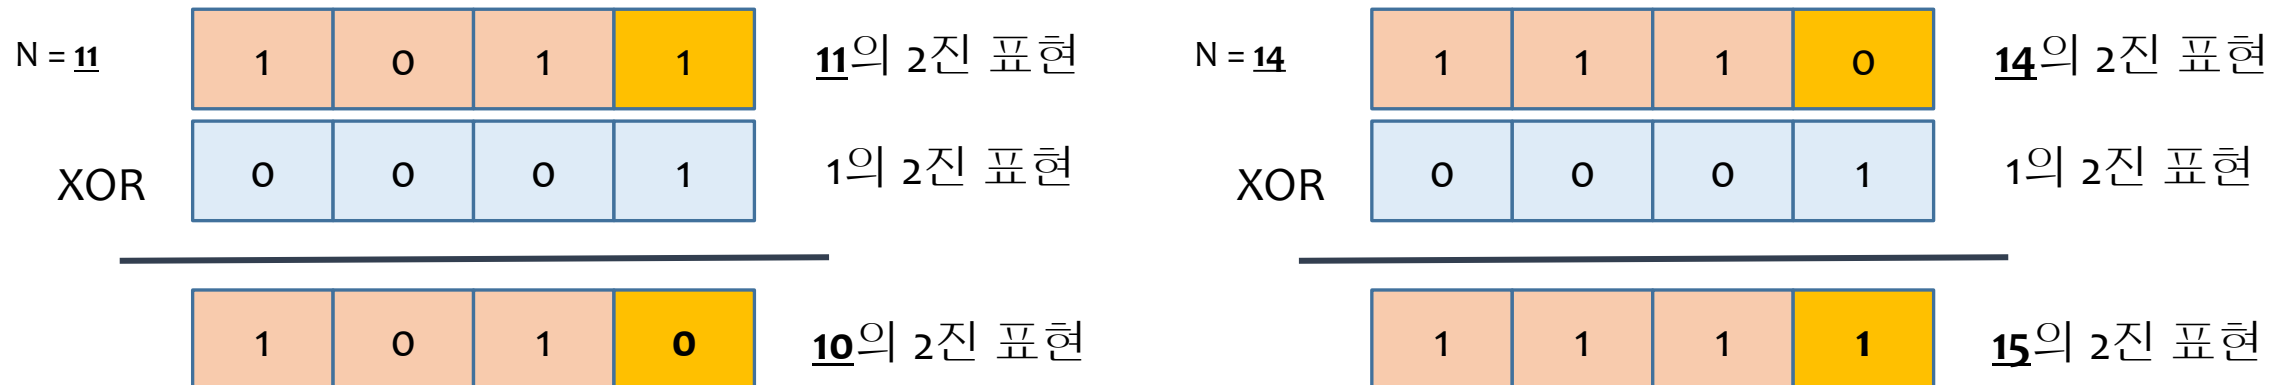 N = 11 1 0 1 1 11의 2진 표현
XOR 0 0 0 1 1의 2진 표현
1 0 1 0 10의 2진 표현
N = 14 1 1 1 0 14의 2진 표현
XOR 0 0 0 1 1의 2진 표현
1 1 1 1 15의 2진 표현